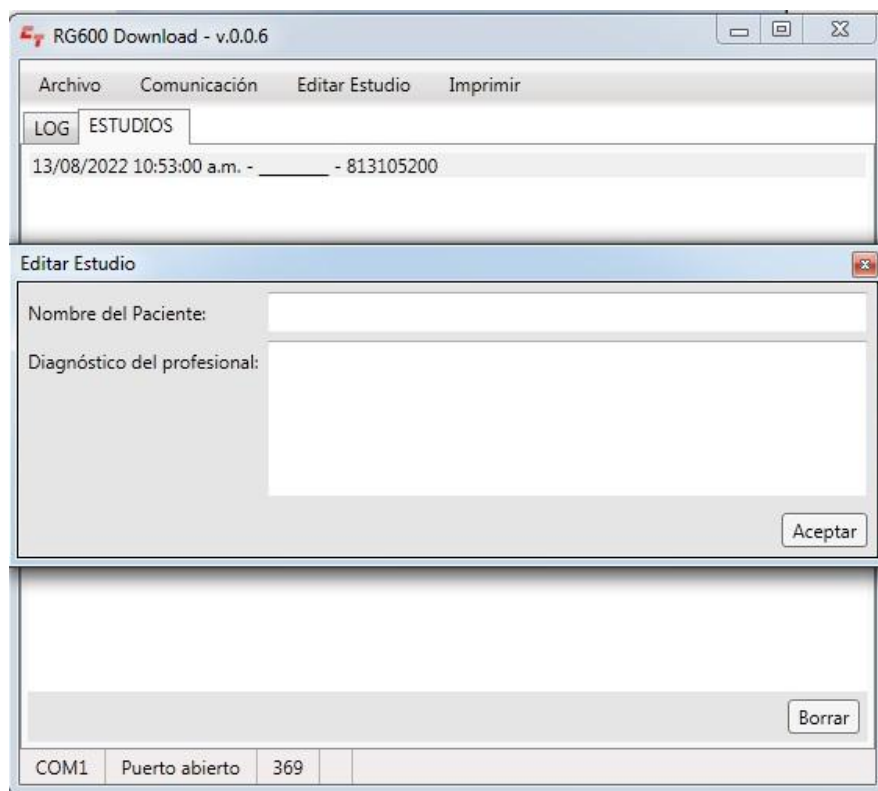 RG600 Download - v.0.0.6
Archivo Comunicación Editar Estudio Imprimir
LOG ESTUDIOS
13/08/2022 10:53:00 a.m. - _______ - 813105200
Editar Estudio
Nombre del Paciente:
Diagnóstico del profesional:
Aceptar
Borrar
COM1 Puerto abierto 369